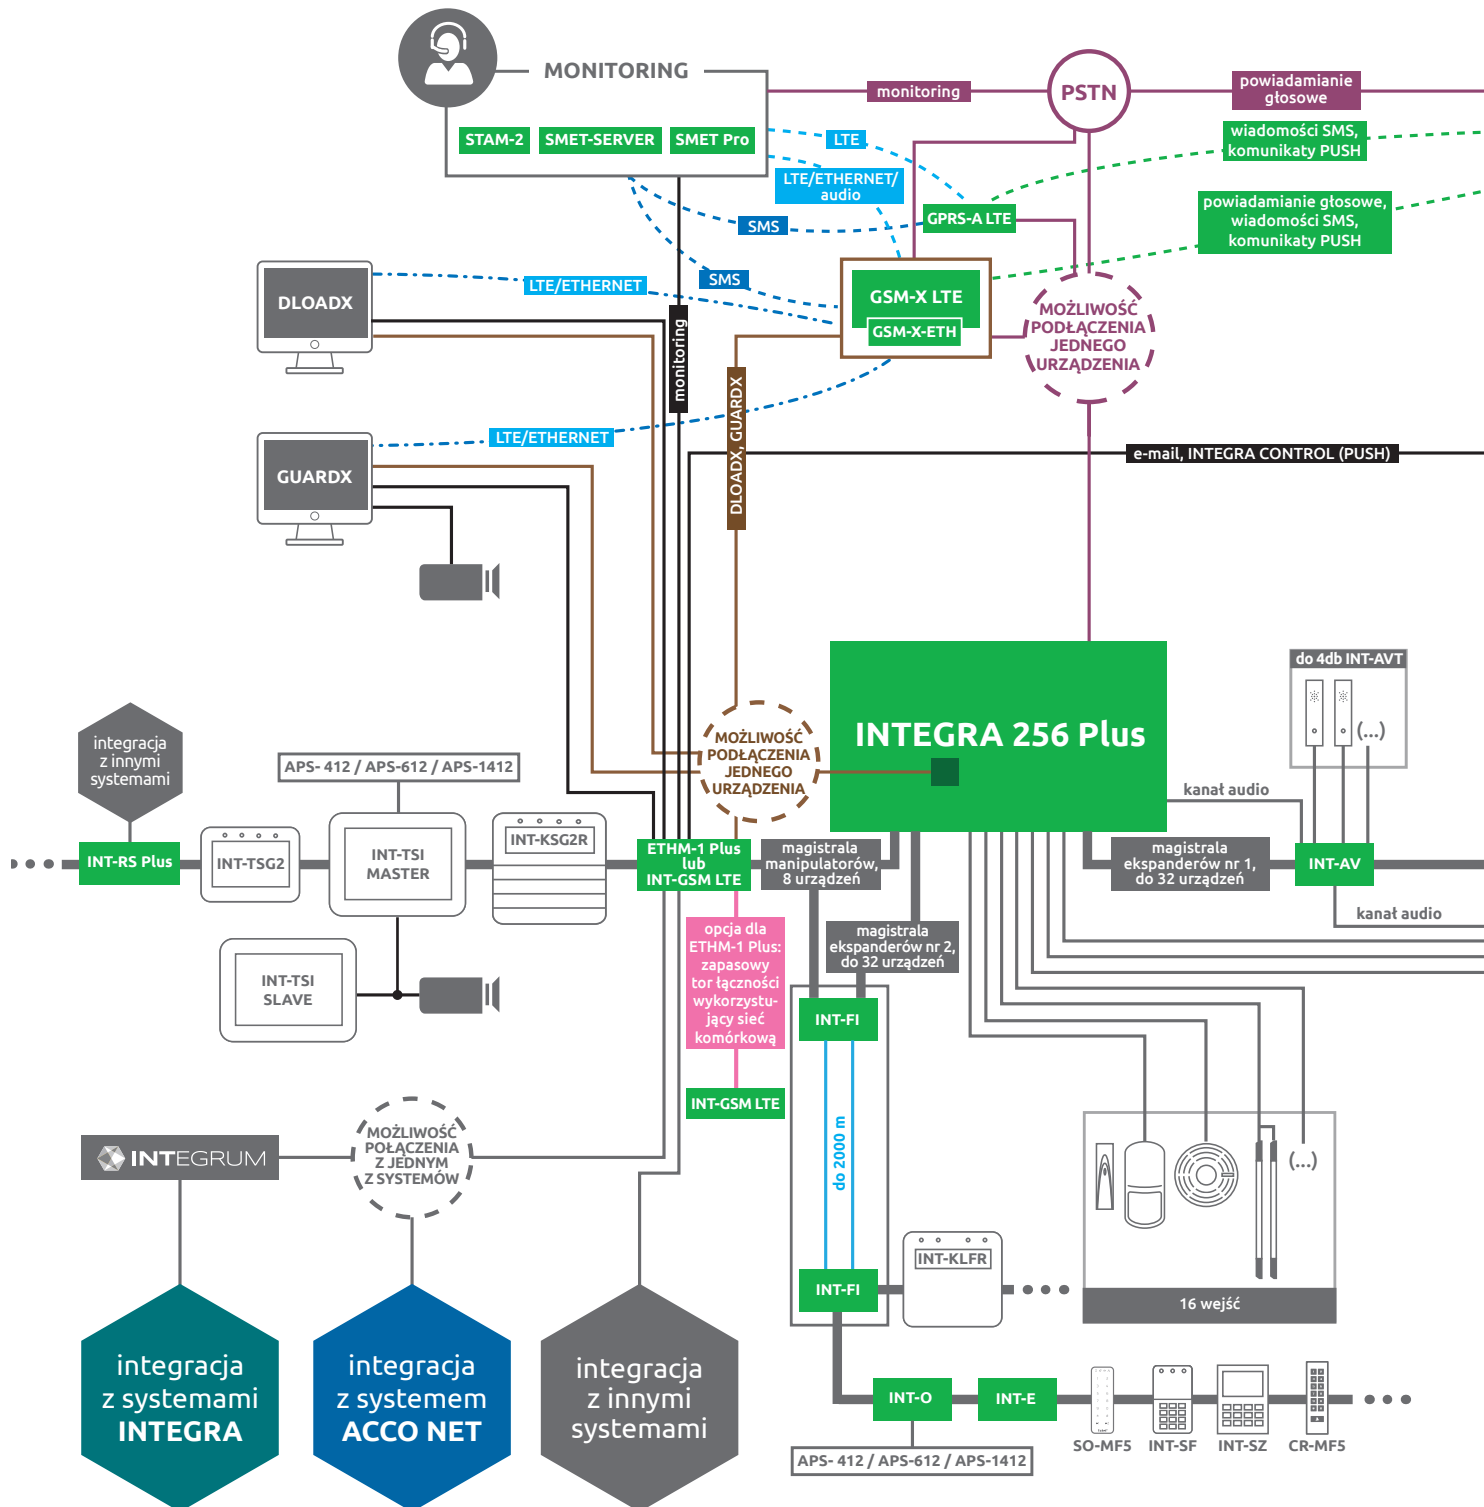 MONITORING
STAM-2
SMET-SERVER
SMET Pro
monitoring
PSTN
powiadamianie
głosowe
LTE
wiadomości SMS,
komunikaty PUSH
LTE/ETHERNET/
audio
SMS
GPRS-A LTE
powiadamianie głosowe,
wiadomości SMS,
komunikaty PUSH
DLOADX
LTE/ETHERNET
SMS
GSM-X LTE
GSM-X-ETH
MOŻLIWOŚĆ
PODŁĄCZENIA
JEDNEGO
URZĄDZENIA
monitoring
DLOADX, GUARDX
GUARDX
LTE/ETHERNET
e-mail, INTEGRA CONTROL (PUSH)
INTEGRA 256 Plus
do 4db INT-AVT
(...)
integracja
z innymi
systemami
APS- 412 / APS-612 / APS-1412
MOŻLIWOŚĆ
PODŁĄCZENIA
JEDNEGO
URZĄDZENIA
kanał audio
INT-RS Plus
INT-TSG2
INT-TSI
MASTER
INT-KSG2R
ETHM-1 Plus
lub
INT-GSM LTE
magistrala
manipulatorów,
8 urządzeń
magistrala
ekspanderów nr 1,
do 32 urządzeń
INT-AV
kanał audio
opcja dla
ETHM-1 Plus:
zapasowy
tor łączności
wykorzystu-
jący sieć
komórkową
magistrala
ekspanderów nr 2,
do 32 urządzeń
INT-TSI
SLAVE
INT-FI
INT-GSM LTE
INTEGRUM
MOŻLIWOŚĆ
POŁĄCZENIA
Z JEDNYM
Z SYSTEMÓW
do 2000 m
(...)
INT-KLFR
INT-FI
16 wejść
integracja
z systemami
INTEGRA
integracja
z systemem
ACCO NET
integracja
z innymi
systemami
INT-O
INT-E
SO-MF5
INT-SF
INT-SZ
CR-MF5
APS- 412 / APS-612 / APS-1412